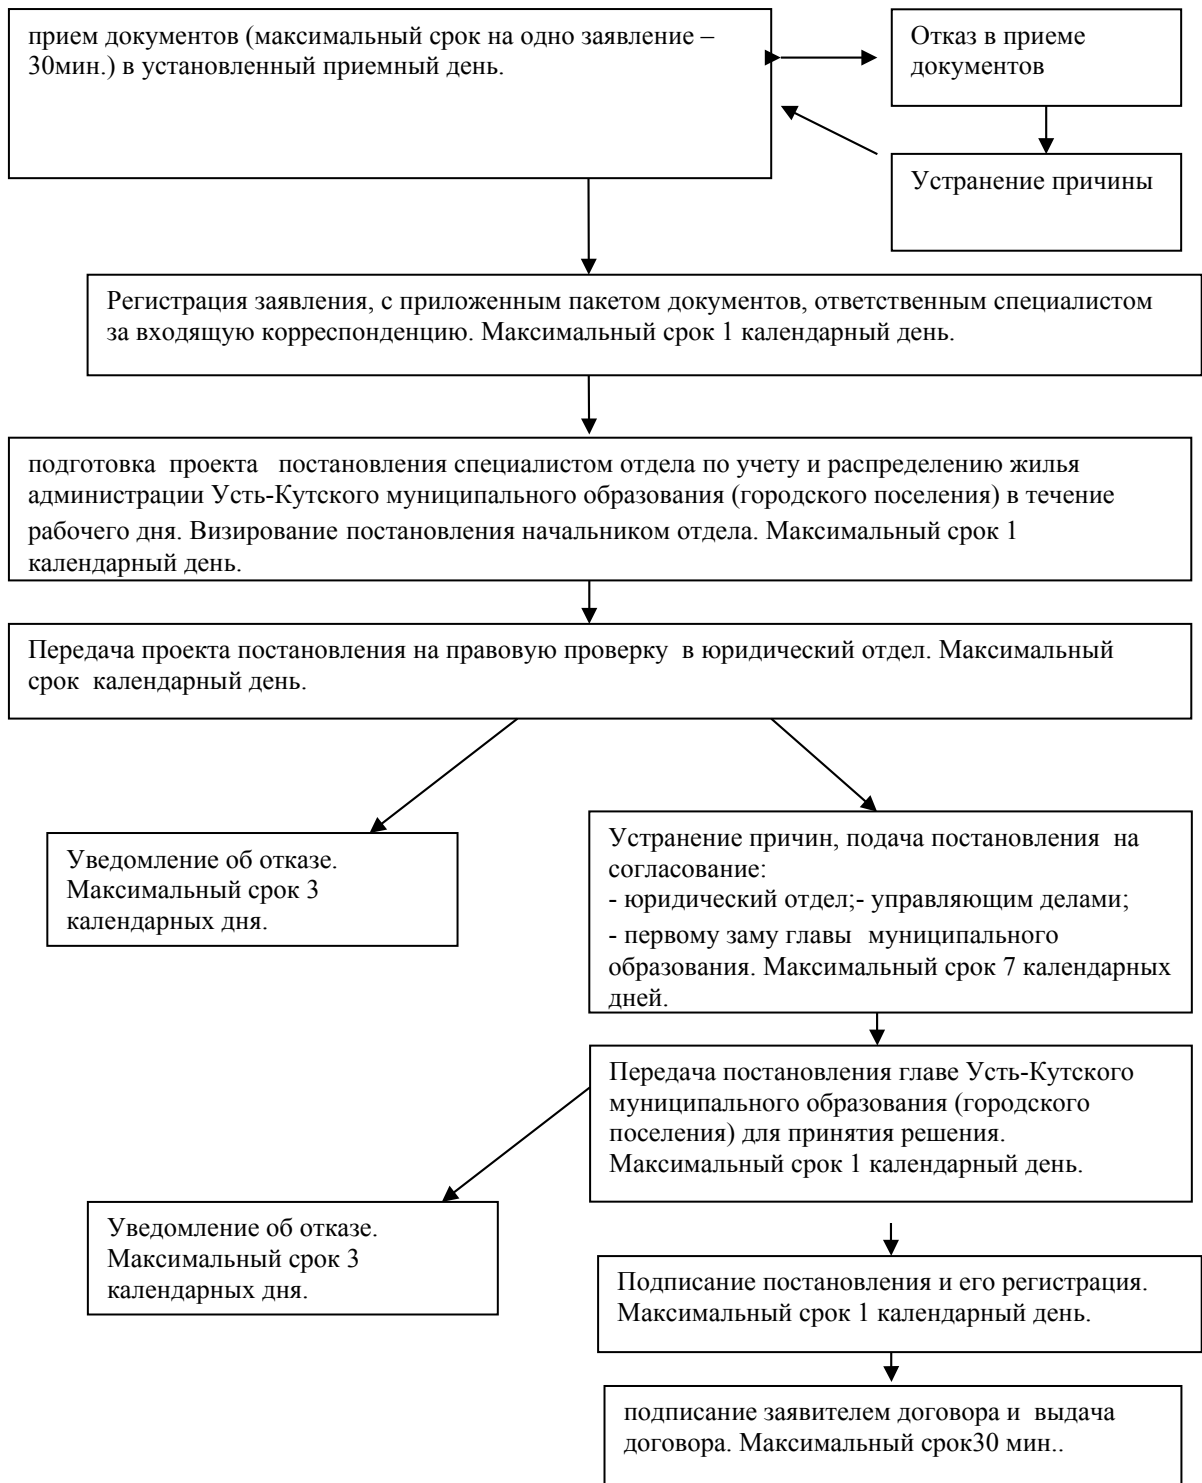 прием документов (максимальный срок на одно заявление –
30мин.) в установленный приемный день.
Отказ в приеме
документов
Устранение причины
Регистрация заявления, с приложенным пакетом документов, ответственным специалистом
за входящую корреспонденцию. Максимальный срок 1 календарный день.
подготовка проекта постановления специалистом отдела по учету и распределению жилья
администрации Усть-Кутского муниципального образования (городского поселения) в течение
рабочего дня. Визирование постановления начальником отдела. Максимальный срок 1
календарный день.
Передача проекта постановления на правовую проверку в юридический отдел. Максимальный
срок календарный день.
Уведомление об отказе.
Максимальный срок 3
календарных дня.
Устранение причин, подача постановления на
согласование:
- юридический отдел;- управляющим делами;
- первому заму главы муниципального
образования. Максимальный срок 7 календарных
дней.
Передача постановления главе Усть-Кутского
муниципального образования (городского
поселения) для принятия решения.
Максимальный срок 1 календарный день.
Уведомление об отказе.
Максимальный срок 3
календарных дня.
Подписание постановления и его регистрация.
Максимальный срок 1 календарный день.
подписание заявителем договора и выдача
договора. Максимальный срок30 мин..